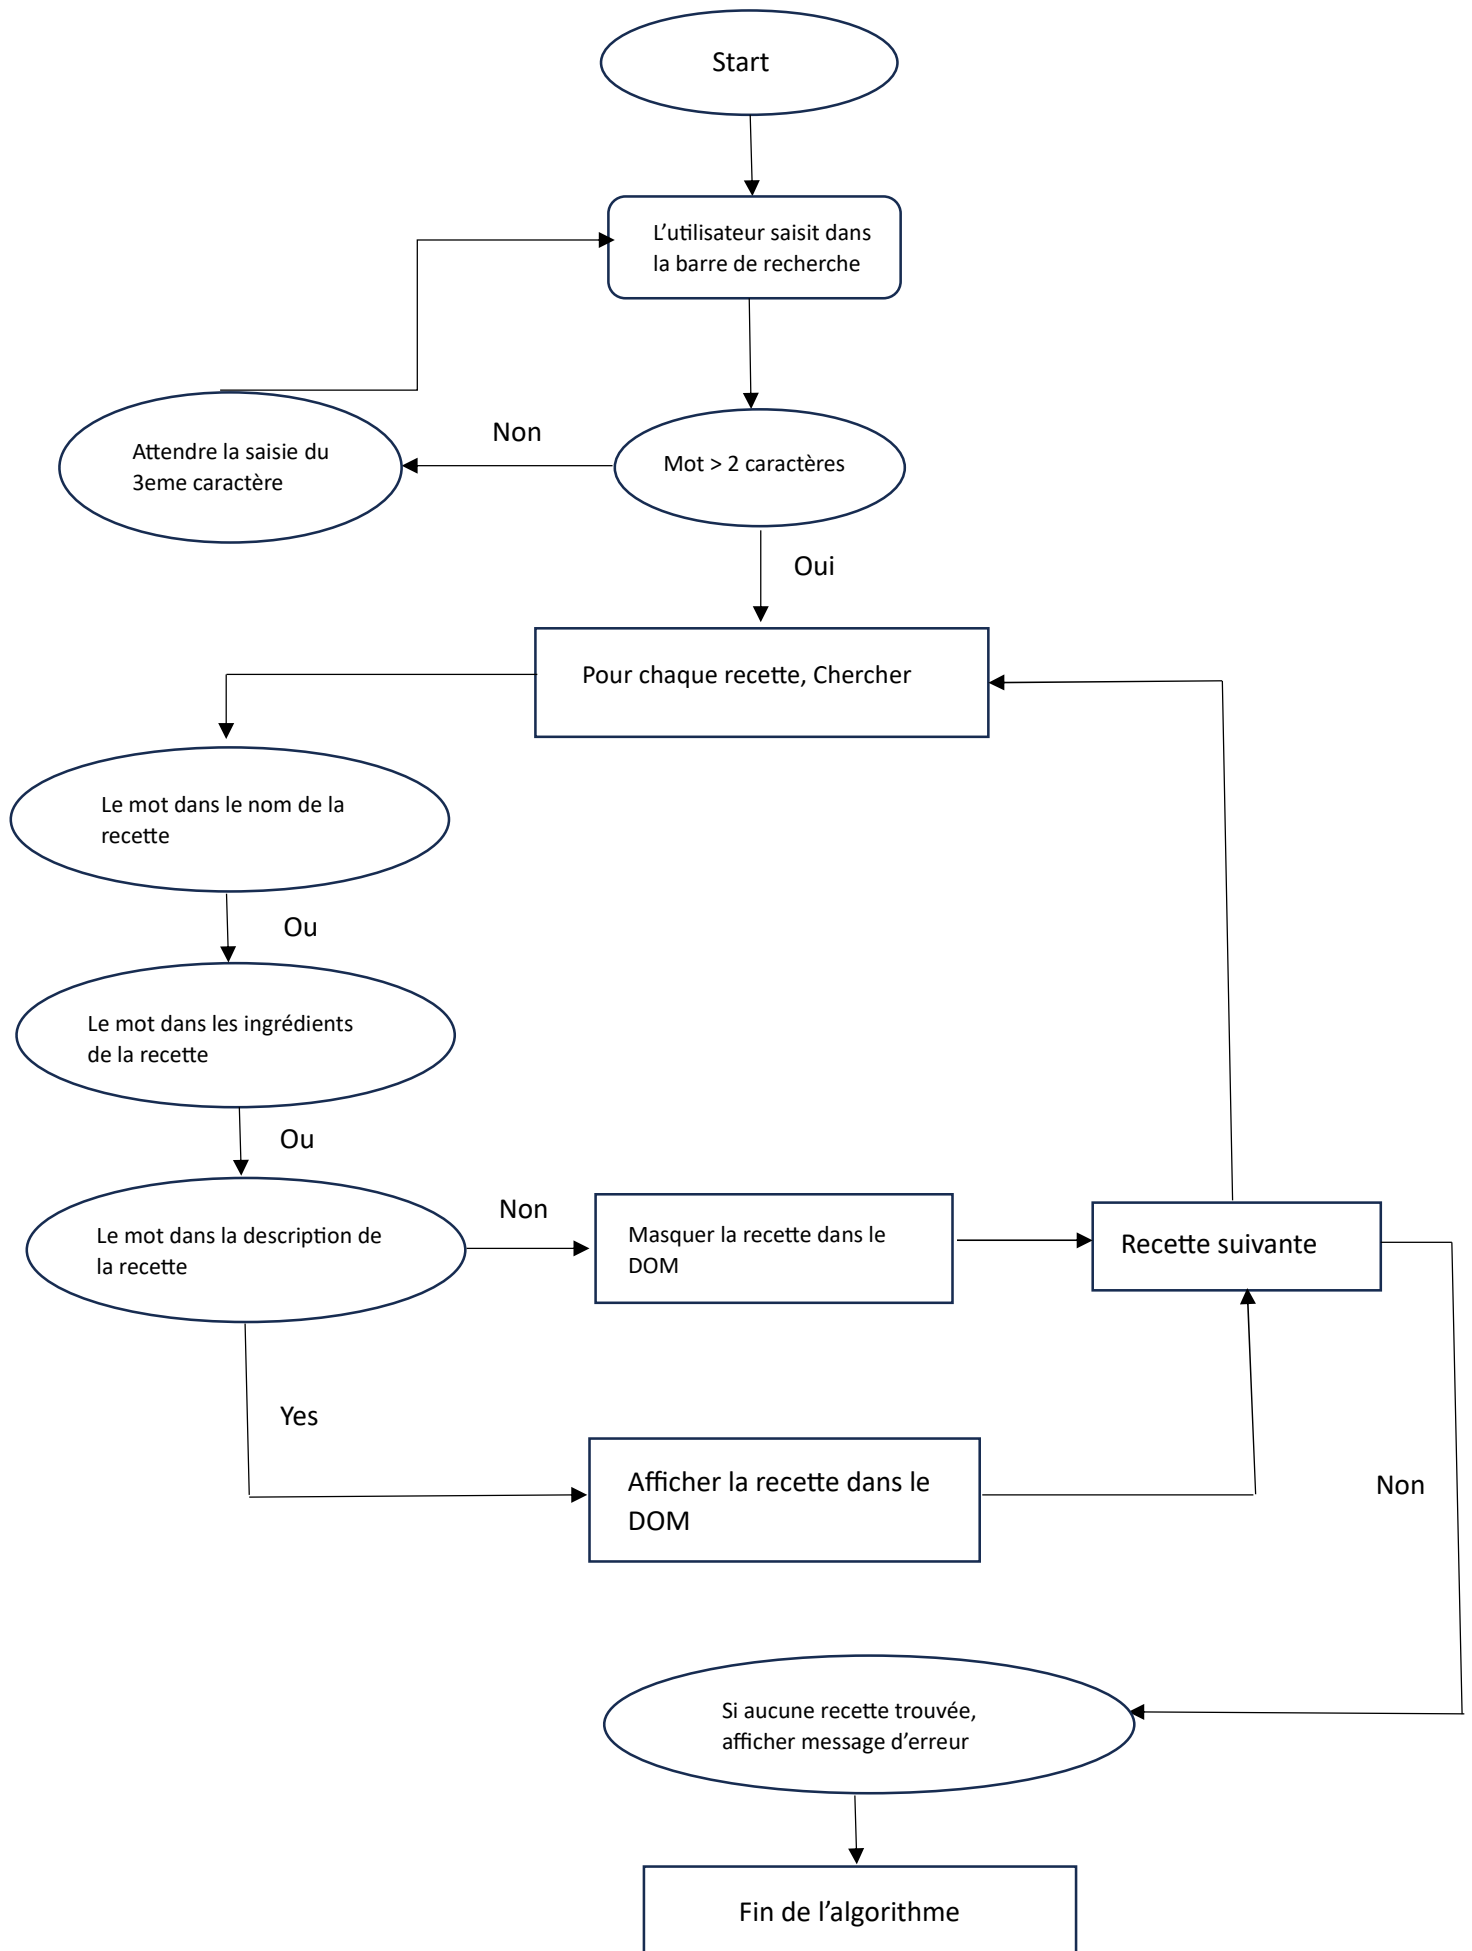 Start
L’utilisateur saisit dans
la barre de recherche
Non
Attendre la saisie du
3eme caractère
Mot > 2 caractères
Oui
Pour chaque recette, Chercher
Le mot dans le nom de la
recette
Ou
Le mot dans les ingrédients
de la recette
Ou
Le mot dans la description de
la recette
Non
Masquer la recette dans le
DOM
Recette suivante
Yes
Afficher la recette dans le
DOM
Non
Si aucune recette trouvée,
afficher message d’erreur
Fin de l’algorithme